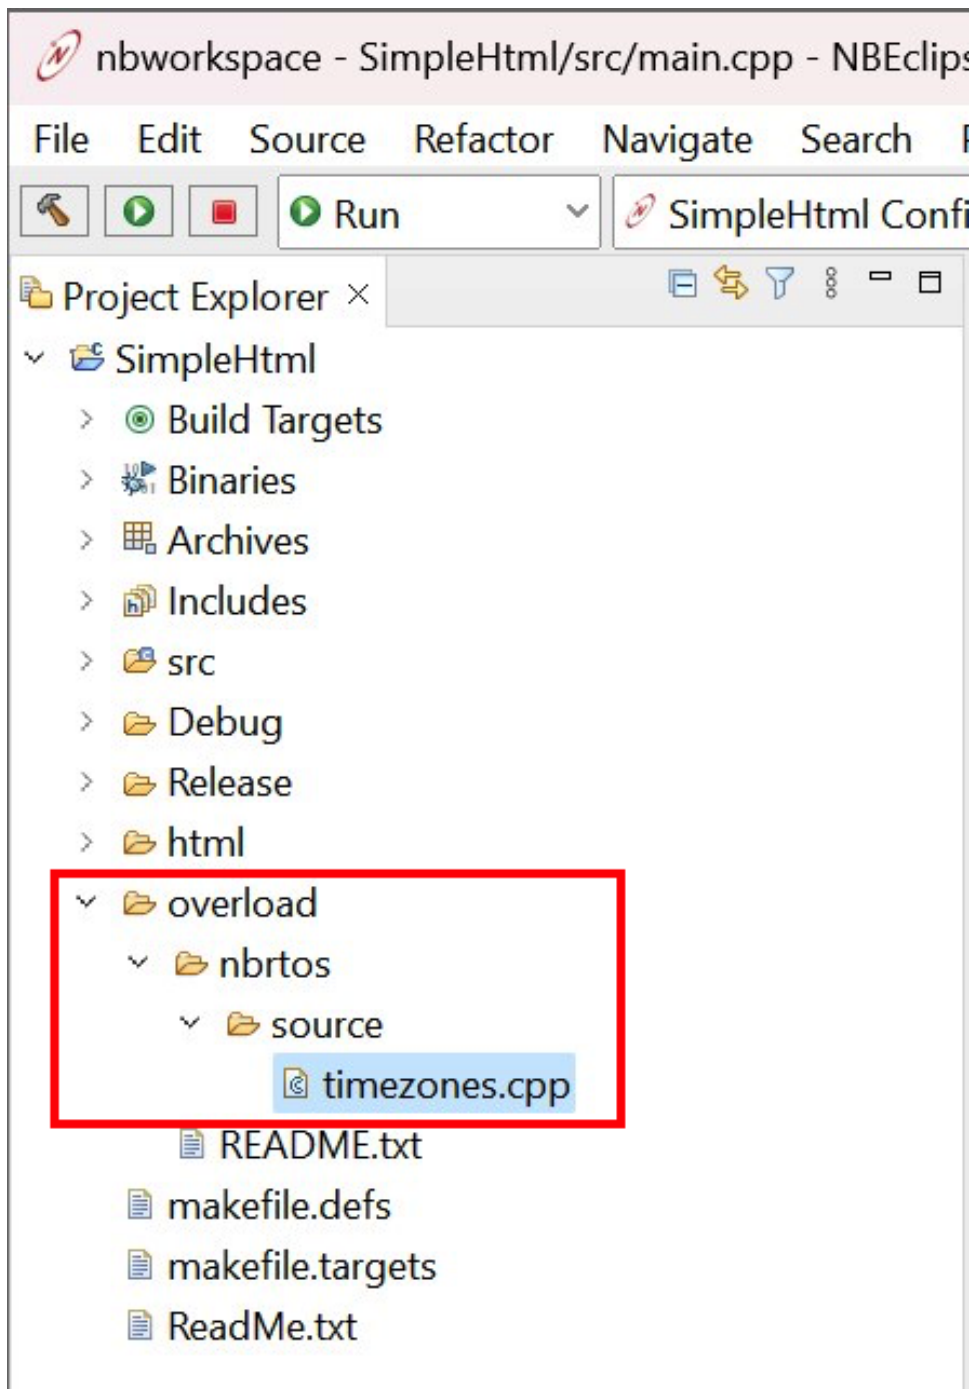 nbworkspace - SimpleHtml/src/main.cpp - NBEclips
File Edit Source Refactor Navigate Search
Run SimpleHtml Confi
Project Explorer
SimpleHtml
Build Targets
Binaries
Archives
Includes
src
Debug
Release
html
overload
nbrtos
source
timezones.cpp
README.txt
makefile.defs
makefile.targets
ReadMe.txt